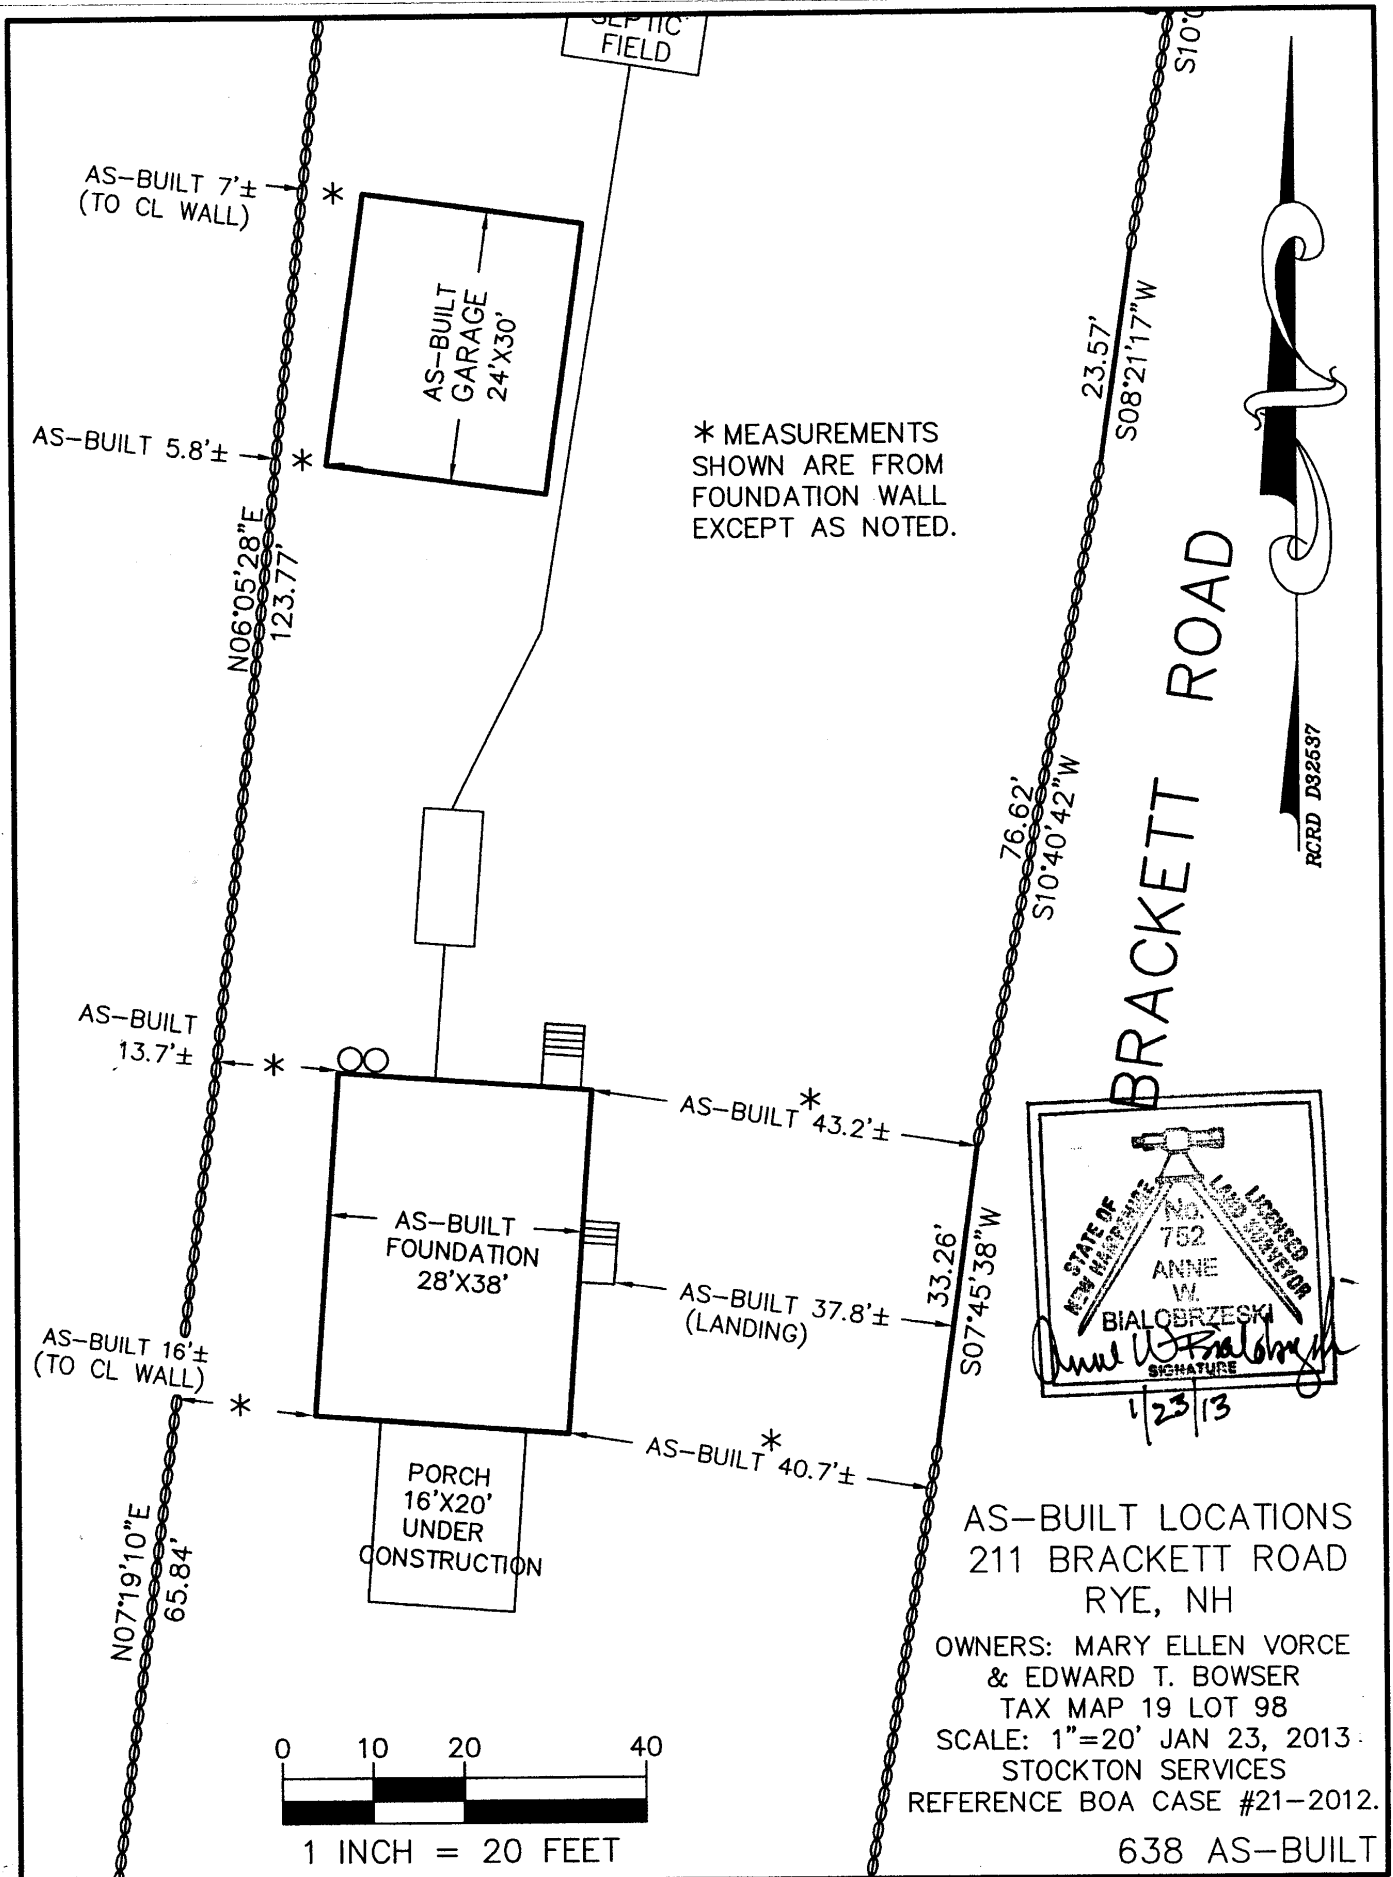 SEPTIC
FIELD
S10°
AS-BUILT 7'±
(TO CL WALL)
*
AS-BUILT
GARAGE
24'X30'
23.57'
S08°21'17"W
AS-BUILT 5.8'±
*
* MEASUREMENTS
SHOWN ARE FROM
FOUNDATION WALL
EXCEPT AS NOTED.
N06°05'28"E
123.77'
BRACKETT ROAD
RCRD D32537
76.62'
S10°40'42"W
AS-BUILT
13.7'±
*
AS-BUILT * 43.2'±
AS-BUILT
FOUNDATION
28'X38'
33.26'
S07°45'38"W
AS-BUILT 37.8'±
(LANDING)
AS-BUILT 16'±
(TO CL WALL)
*
AS-BUILT * 40.7'±
STATE OF
NEW HAMPSHIRE
LICENSED
LAND SURVEYOR
No.
752
ANNE
W.
BIALOBRZESKI
Anne W Bialobrzeski
SIGNATURE
1/23/13
PORCH
16'X20'
UNDER
CONSTRUCTION
N07°19'10"E
65.84'
AS-BUILT LOCATIONS
211 BRACKETT ROAD
RYE, NH
OWNERS: MARY ELLEN VORCE
& EDWARD T. BOWSER
TAX MAP 19 LOT 98
SCALE: 1"=20' JAN 23, 2013
STOCKTON SERVICES
REFERENCE BOA CASE #21-2012.
638 AS-BUILT
0 10 20 40
1 INCH = 20 FEET